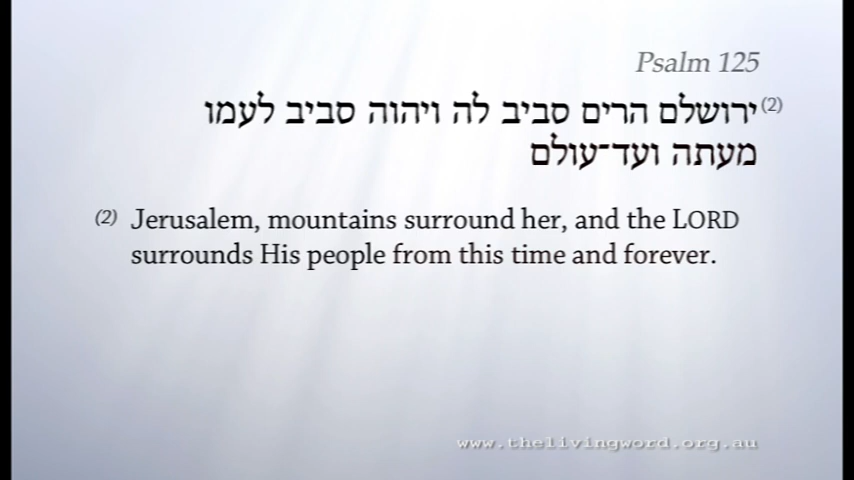 Psalm 125
(2) ירושלם הרים סביב לה ויהוה סביב לעמו
מעתה ועד־עולם
(2) Jerusalem, mountains surround her, and the LORD
surrounds His people from this time and forever.
www.thelivingword.org.au